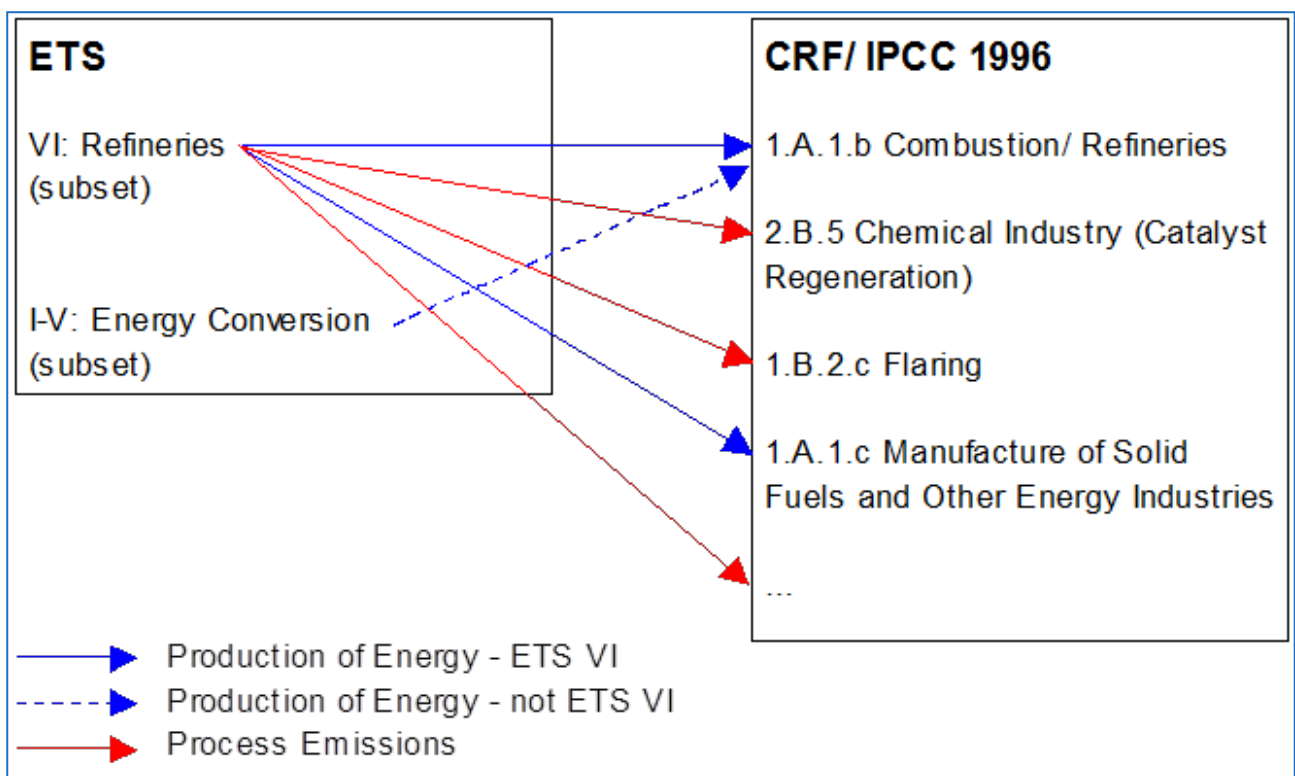 ETS
VI: Refineries
(subset)
I-V: Energy Conversion
(subset)
CRF/ IPCC 1996
1.A.1.b Combustion/ Refineries
2.B.5 Chemical Industry (Catalyst
Regeneration)
1.B.2.c Flaring
1.A.1.c Manufacture of Solid
Fuels and Other Energy Industries
...
Production of Energy - ETS VI
Production of Energy - not ETS VI
Process Emissions